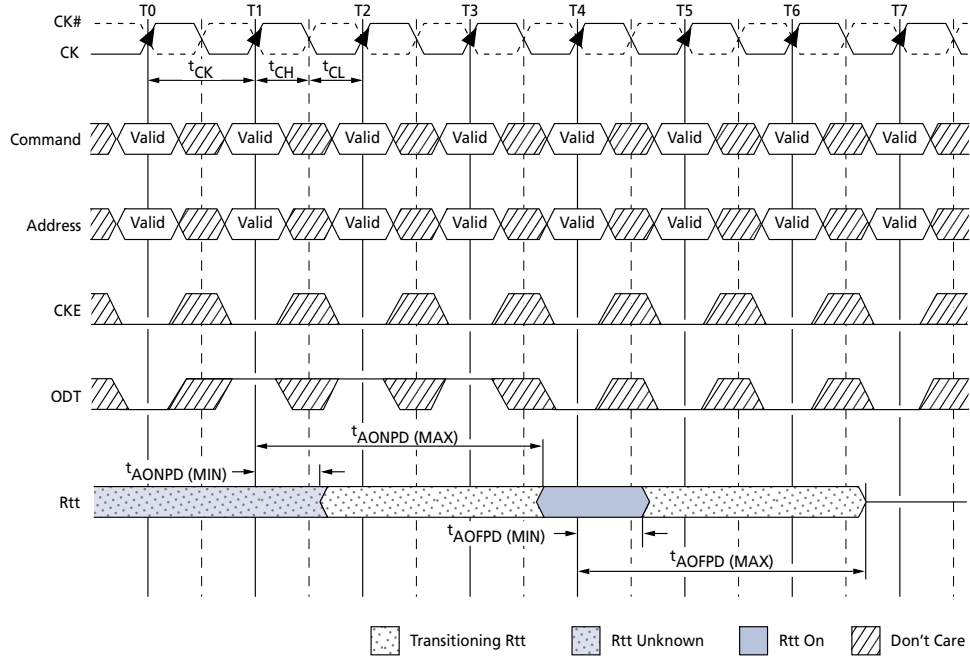 T0 T1 T2 T3 T4 T5 T6 T7
CK#
CK
tCK tCH tCL
Command Valid Valid Valid Valid Valid Valid Valid Valid
Address Valid Valid Valid Valid Valid Valid Valid Valid
CKE
ODT
tAONPD (MAX)
tAONPD (MIN)
Rtt
tAOFPD (MIN)
tAOFPD (MAX)
Transitioning Rtt Rtt Unknown Rtt On Don't Care